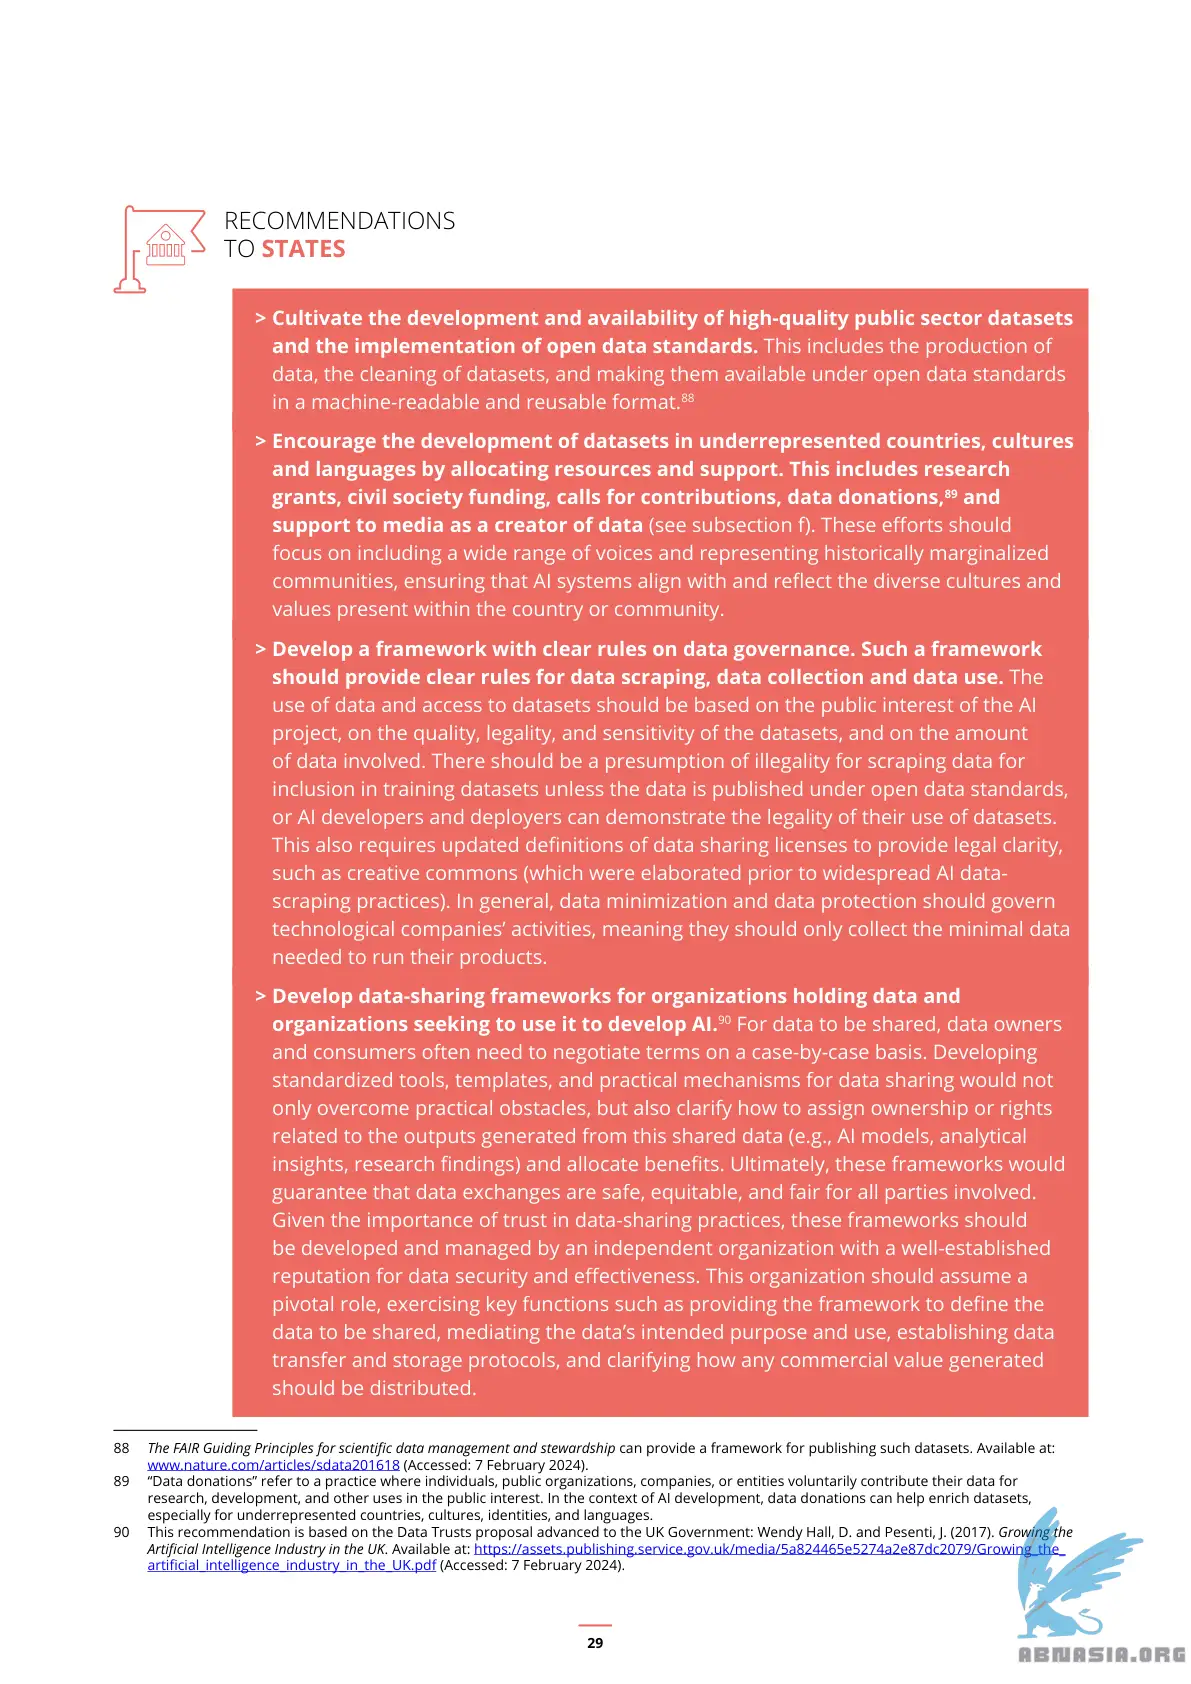 RECOMMENDATIONS
TO STATES
> Cultivate the development and availability of high-quality public sector datasets
and the implementation of open data standards. This includes the production of
data, the cleaning of datasets, and making them available under open data standards
in a machine-readable and reusable format.88
> Encourage the development of datasets in underrepresented countries, cultures
and languages by allocating resources and support. This includes research
grants, civil society funding, calls for contributions, data donations,89 and
support to media as a creator of data (see subsection f). These efforts should
focus on including a wide range of voices and representing historically marginalized
communities, ensuring that AI systems align with and reflect the diverse cultures and
values present within the country or community.
> Develop a framework with clear rules on data governance. Such a framework
should provide clear rules for data scraping, data collection and data use. The
use of data and access to datasets should be based on the public interest of the AI
project, on the quality, legality, and sensitivity of the datasets, and on the amount
of data involved. There should be a presumption of illegality for scraping data for
inclusion in training datasets unless the data is published under open data standards,
or AI developers and deployers can demonstrate the legality of their use of datasets.
This also requires updated definitions of data sharing licenses to provide legal clarity,
such as creative commons (which were elaborated prior to widespread AI data-
scraping practices). In general, data minimization and data protection should govern
technological companies’ activities, meaning they should only collect the minimal data
needed to run their products.
> Develop data-sharing frameworks for organizations holding data and
organizations seeking to use it to develop AI.90 For data to be shared, data owners
and consumers often need to negotiate terms on a case-by-case basis. Developing
standardized tools, templates, and practical mechanisms for data sharing would not
only overcome practical obstacles, but also clarify how to assign ownership or rights
related to the outputs generated from this shared data (e.g., AI models, analytical
insights, research findings) and allocate benefits. Ultimately, these frameworks would
guarantee that data exchanges are safe, equitable, and fair for all parties involved.
Given the importance of trust in data-sharing practices, these frameworks should
be developed and managed by an independent organization with a well-established
reputation for data security and effectiveness. This organization should assume a
pivotal role, exercising key functions such as providing the framework to define the
data to be shared, mediating the data’s intended purpose and use, establishing data
transfer and storage protocols, and clarifying how any commercial value generated
should be distributed.
88 The FAIR Guiding Principles for scientific data management and stewardship can provide a framework for publishing such datasets. Available at:
www.nature.com/articles/sdata201618 (Accessed: 7 February 2024).
89 “Data donations” refer to a practice where individuals, public organizations, companies, or entities voluntarily contribute their data for
research, development, and other uses in the public interest. In the context of AI development, data donations can help enrich datasets,
especially for underrepresented countries, cultures, identities, and languages.
90 This recommendation is based on the Data Trusts proposal advanced to the UK Government: Wendy Hall, D. and Pesenti, J. (2017). Growing the
Artificial Intelligence Industry in the UK. Available at: https://assets.publishing.service.gov.uk/media/5a824465e5274a2e87dc2079/Growing_the_
artificial_intelligence_industry_in_the_UK.pdf (Accessed: 7 February 2024).
29
ABNASIA.ORG